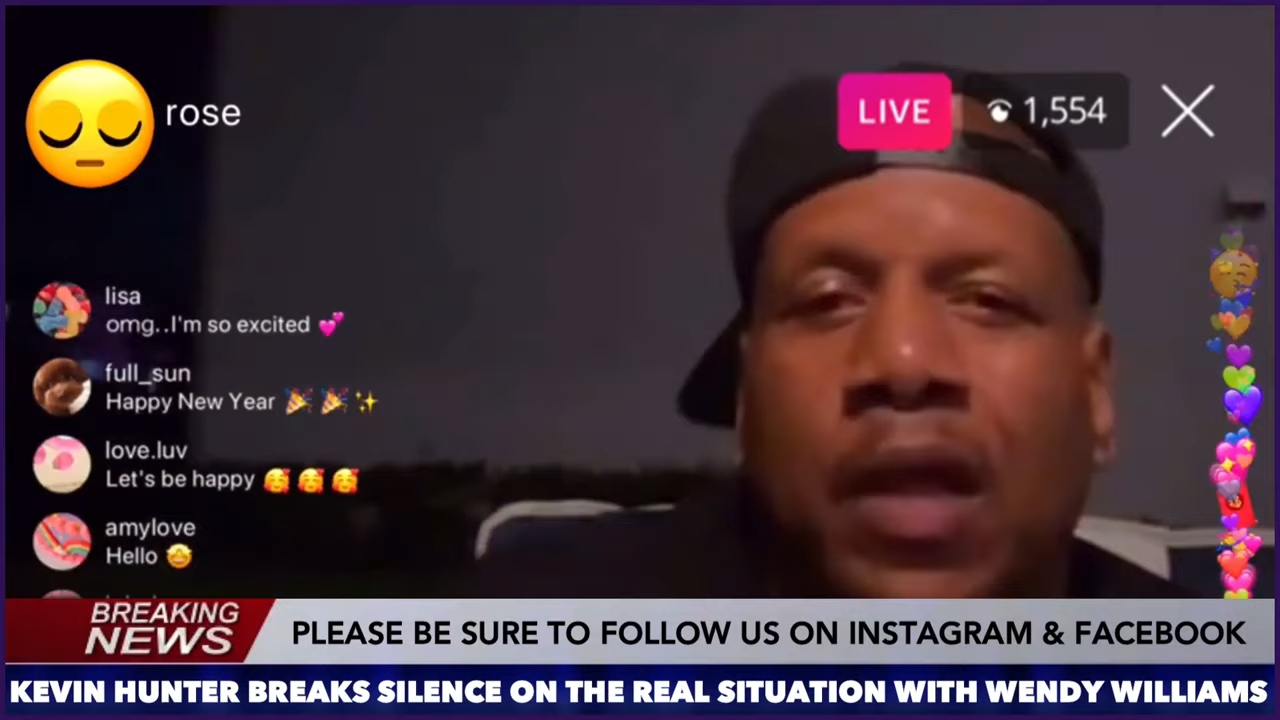 rose
LIVE
1,554
lisa
omg..I'm so excited 💕
full_sun
Happy New Year 🎉 🎉 ✨
love.luv
Let's be happy 🥰 🥰 🥰
amylove
Hello 🤩
BREAKING
NEWS
PLEASE BE SURE TO FOLLOW US ON INSTAGRAM & FACEBOOK
KEVIN HUNTER BREAKS SILENCE ON THE REAL SITUATION WITH WENDY WILLIAMS